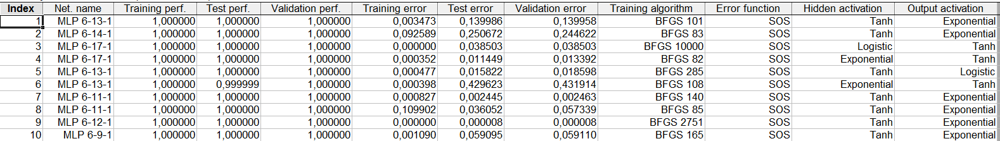 Index Net. name Training perf. Test perf. Validation perf. Training error Test error Validation error Training algorithm Error function Hidden activation Output activation
1 MLP 6-13-1 1,000000 1,000000 1,000000 0,003473 0,139986 0,139958 BFGS 101 SOS Tanh Exponential
2 MLP 6-14-1 1,000000 1,000000 1,000000 0,092589 0,250672 0,244622 BFGS 83 SOS Tanh Exponential
3 MLP 6-17-1 1,000000 1,000000 1,000000 0,000000 0,038503 0,038503 BFGS 10000 SOS Logistic Tanh
4 MLP 6-17-1 1,000000 1,000000 1,000000 0,000352 0,011449 0,013392 BFGS 82 SOS Exponential Tanh
5 MLP 6-13-1 1,000000 1,000000 1,000000 0,000477 0,015822 0,018598 BFGS 285 SOS Tanh Logistic
6 MLP 6-13-1 1,000000 0,999999 1,000000 0,000398 0,429623 0,431914 BFGS 108 SOS Exponential Tanh
7 MLP 6-11-1 1,000000 1,000000 1,000000 0,000827 0,002445 0,002463 BFGS 140 SOS Tanh Exponential
8 MLP 6-11-1 1,000000 1,000000 1,000000 0,109902 0,036052 0,057339 BFGS 85 SOS Tanh Exponential
9 MLP 6-12-1 1,000000 1,000000 1,000000 0,000000 0,000008 0,000008 BFGS 2751 SOS Tanh Exponential
10 MLP 6-9-1 1,000000 1,000000 1,000000 0,001090 0,059095 0,059110 BFGS 165 SOS Tanh Exponential